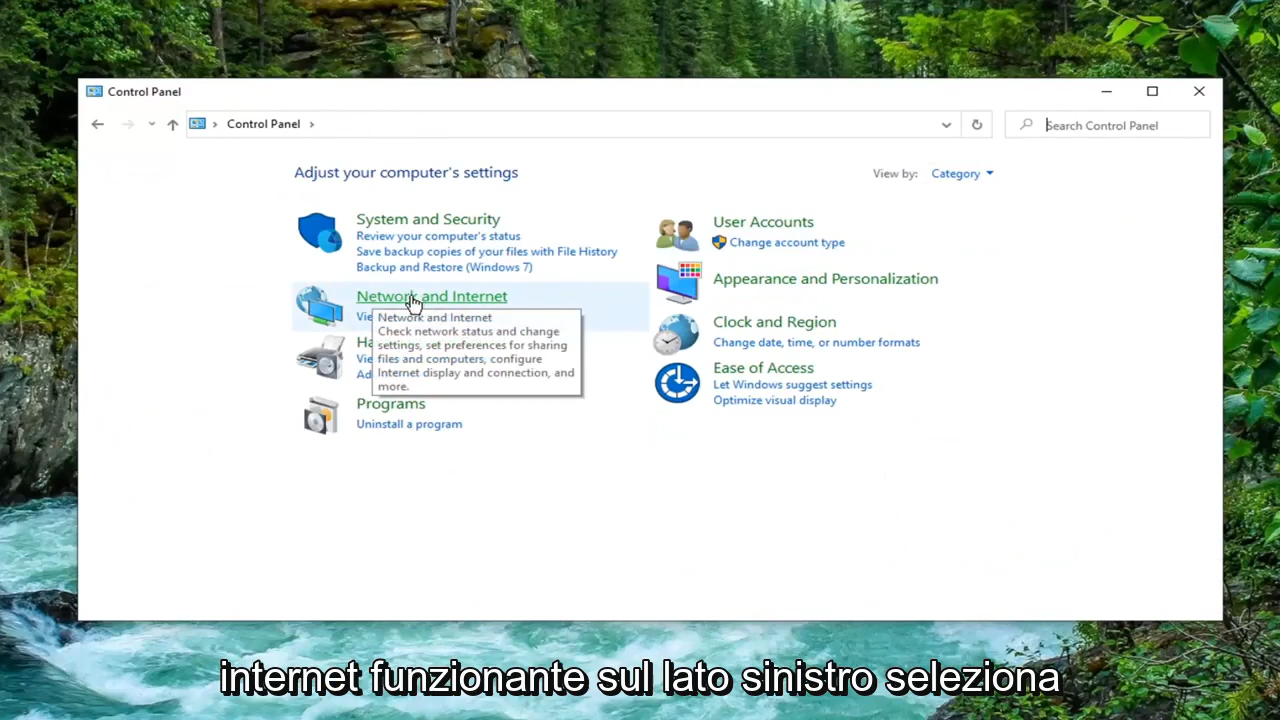 Control Panel
Control Panel
Search Control Panel
Adjust your computer's settings
View by: Category
System and Security
Review your computer's status
Save backup copies of your files with File History
Backup and Restore (Windows 7)
Network and Internet
Network and Internet
Check network status and change
settings, set preferences for sharing
files and computers, configure
Internet display and connection, and
more.
Programs
Uninstall a program
User Accounts
Change account type
Appearance and Personalization
Clock and Region
Change date, time, or number formats
Ease of Access
Let Windows suggest settings
Optimize visual display
internet funzionante sul lato sinistro seleziona